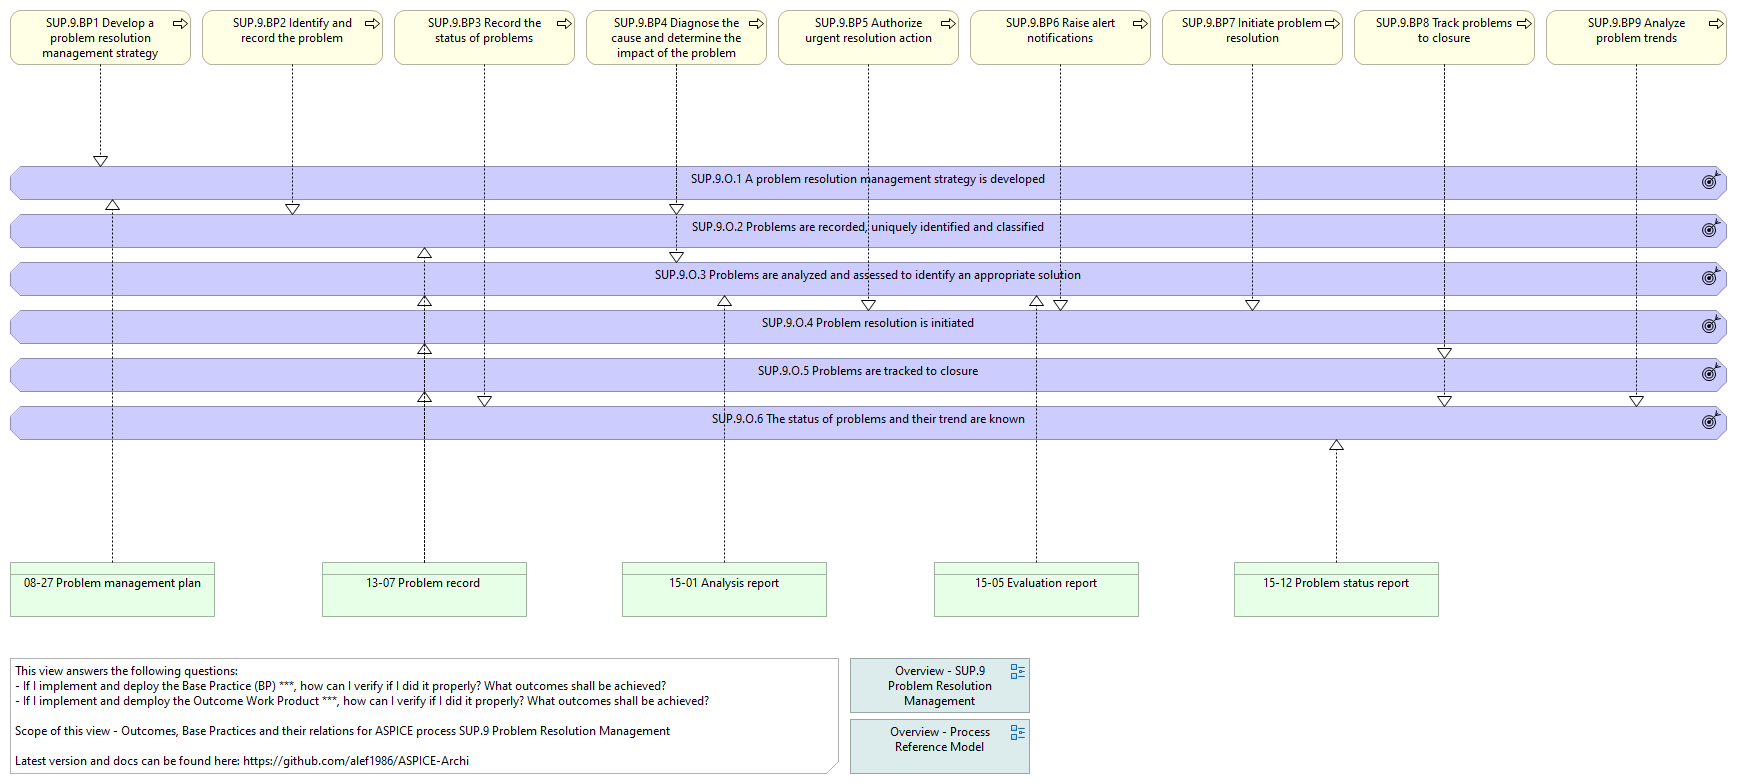 SUP.9.BP1 Develop a
problem resolution
management strategy
SUP.9.BP2 Identify and
record the problem
SUP.9.BP3 Record the
status of problems
SUP.9.BP4 Diagnose the
cause and determine the
impact of the problem
SUP.9.BP5 Authorize
urgent resolution action
SUP.9.BP6 Raise alert
notifications
SUP.9.BP7 Initiate problem
resolution
SUP.9.BP8 Track problems
to closure
SUP.9.BP9 Analyze
problem trends
SUP.9.O.1 A problem resolution management strategy is developed
SUP.9.O.2 Problems are recorded, uniquely identified and classified
SUP.9.O.3 Problems are analyzed and assessed to identify an appropriate solution
SUP.9.O.4 Problem resolution is initiated
SUP.9.O.5 Problems are tracked to closure
SUP.9.O.6 The status of problems and their trend are known
08-27 Problem management plan
13-07 Problem record
15-01 Analysis report
15-05 Evaluation report
15-12 Problem status report
This view answers the following questions:
- If I implement and deploy the Base Practice (BP) ***, how can I verify if I did it properly? What outcomes shall be achieved?
- If I implement and demploy the Outcome Work Product ***, how can I verify if I did it properly? What outcomes shall be achieved?
Scope of this view - Outcomes, Base Practices and their relations for ASPICE process SUP.9 Problem Resolution Management
Latest version and docs can be found here: https://github.com/alef1986/ASPICE-Archi
Overview - SUP.9
Problem Resolution
Management
Overview - Process
Reference Model